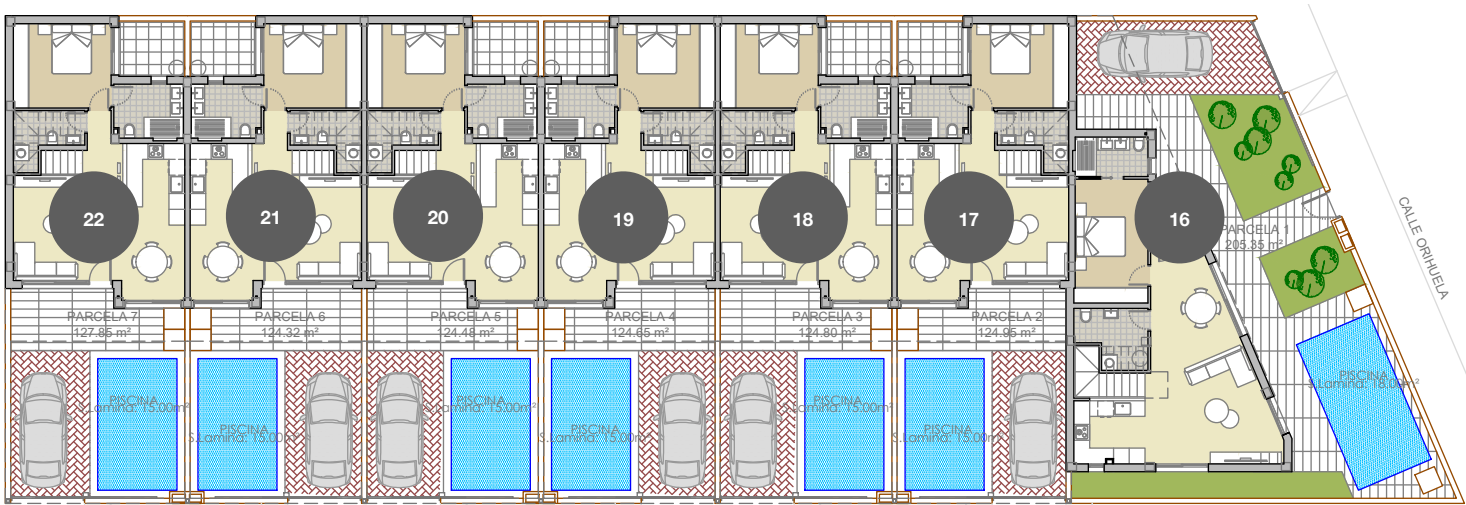 22
21
20
19
18
17
16
PARCELA 7
127.85 m²
PARCELA 6
124.32 m²
PARCELA 5
124.48 m²
PARCELA 4
124.65 m²
PARCELA 3
124.80 m²
PARCELA 2
124.95 m²
PARCELA 1
205.35 m²
CALLE ORIHUELA
PISCINA
S.Lamina: 15.00m²
PISCINA
S.Lamina: 15.00m²
PISCINA
S.Lamina: 15.00m²
PISCINA
S.Lamina: 15.00m²
PISCINA
S.Lamina: 15.00m²
PISCINA
S.Lamina: 15.00m²
PISCINA
S.Lamina: 18.00m²